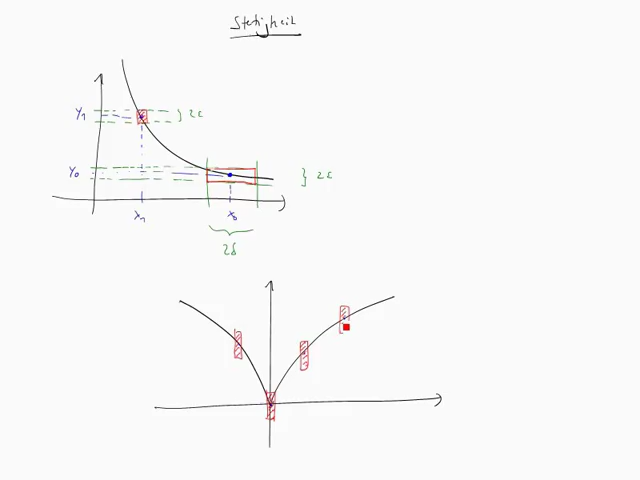 Stetigkeit
y₁
2ε
y₀
2ε
x₁
x₀
2δ